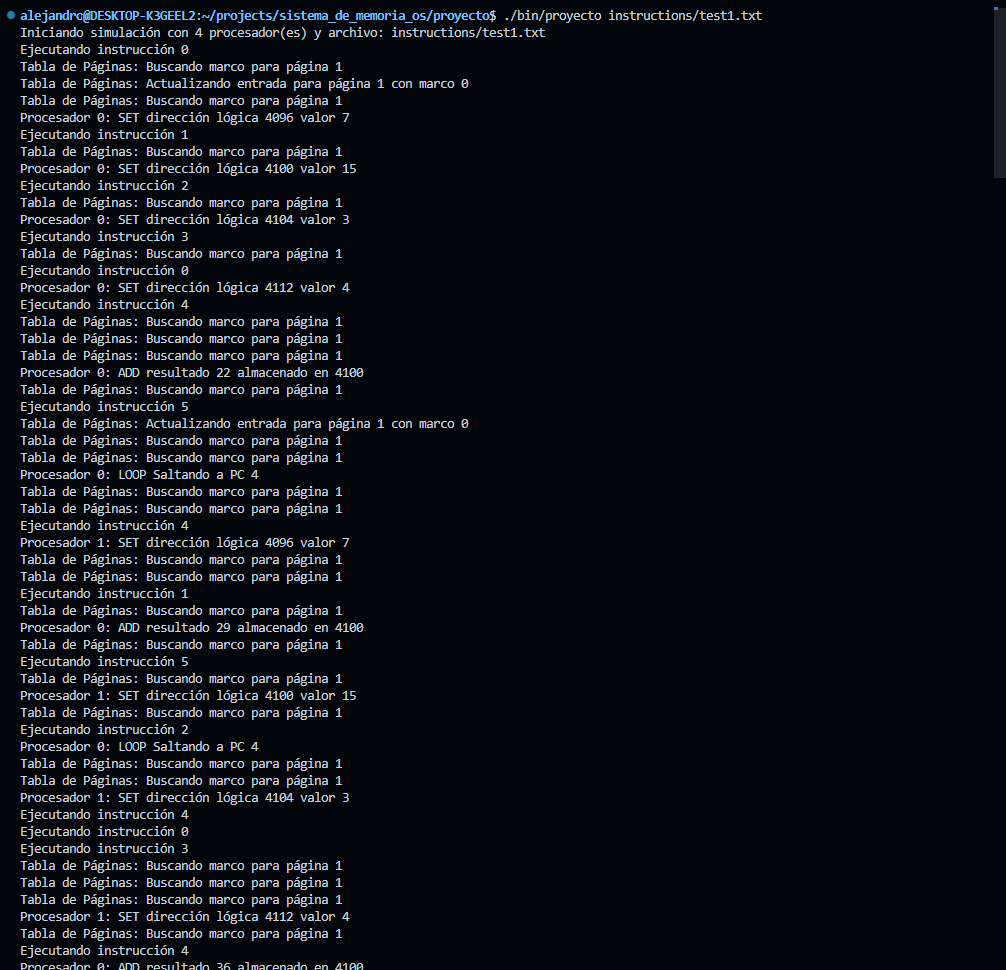 alejandro@DESKTOP-K3GEEL2:~/projects/sistema_de_memoria_os/proyecto$ ./bin/proyecto instructions/test1.txt
Iniciando simulación con 4 procesador(es) y archivo: instructions/test1.txt
Ejecutando instrucción 0
Tabla de Páginas: Buscando marco para página 1
Tabla de Páginas: Actualizando entrada para página 1 con marco 0
Tabla de Páginas: Buscando marco para página 1
Procesador 0: SET dirección lógica 4096 valor 7
Ejecutando instrucción 1
Tabla de Páginas: Buscando marco para página 1
Procesador 0: SET dirección lógica 4100 valor 15
Ejecutando instrucción 2
Tabla de Páginas: Buscando marco para página 1
Procesador 0: SET dirección lógica 4104 valor 3
Ejecutando instrucción 3
Tabla de Páginas: Buscando marco para página 1
Ejecutando instrucción 0
Procesador 0: SET dirección lógica 4112 valor 4
Ejecutando instrucción 4
Tabla de Páginas: Buscando marco para página 1
Tabla de Páginas: Buscando marco para página 1
Tabla de Páginas: Buscando marco para página 1
Procesador 0: ADD resultado 22 almacenado en 4100
Tabla de Páginas: Buscando marco para página 1
Ejecutando instrucción 5
Tabla de Páginas: Actualizando entrada para página 1 con marco 0
Tabla de Páginas: Buscando marco para página 1
Tabla de Páginas: Buscando marco para página 1
Procesador 0: LOOP Saltando a PC 4
Tabla de Páginas: Buscando marco para página 1
Tabla de Páginas: Buscando marco para página 1
Ejecutando instrucción 4
Procesador 1: SET dirección lógica 4096 valor 7
Tabla de Páginas: Buscando marco para página 1
Tabla de Páginas: Buscando marco para página 1
Ejecutando instrucción 1
Tabla de Páginas: Buscando marco para página 1
Procesador 0: ADD resultado 29 almacenado en 4100
Tabla de Páginas: Buscando marco para página 1
Ejecutando instrucción 5
Tabla de Páginas: Buscando marco para página 1
Procesador 1: SET dirección lógica 4100 valor 15
Tabla de Páginas: Buscando marco para página 1
Ejecutando instrucción 2
Procesador 0: LOOP Saltando a PC 4
Tabla de Páginas: Buscando marco para página 1
Tabla de Páginas: Buscando marco para página 1
Procesador 1: SET dirección lógica 4104 valor 3
Ejecutando instrucción 4
Ejecutando instrucción 0
Ejecutando instrucción 3
Tabla de Páginas: Buscando marco para página 1
Tabla de Páginas: Buscando marco para página 1
Tabla de Páginas: Buscando marco para página 1
Procesador 1: SET dirección lógica 4112 valor 4
Tabla de Páginas: Buscando marco para página 1
Ejecutando instrucción 4
Procesador 0: ADD resultado 36 almacenado en 4100